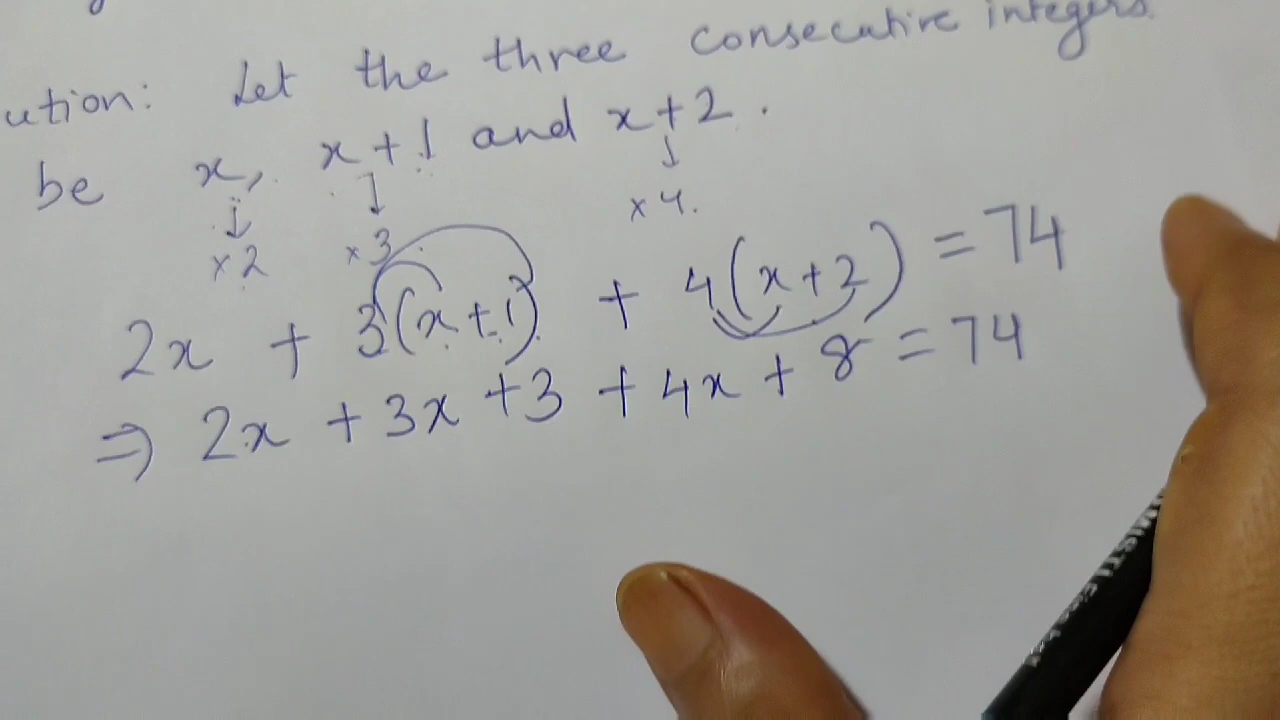 ution: Let the three consecutive integers
be x, x + 1 and x + 2 .
↓ ↓ ↓
× 2 × 3 × 4
2x + 3(x + 1) + 4(x + 2) = 74
⇒ 2x + 3x + 3 + 4x + 8 = 74